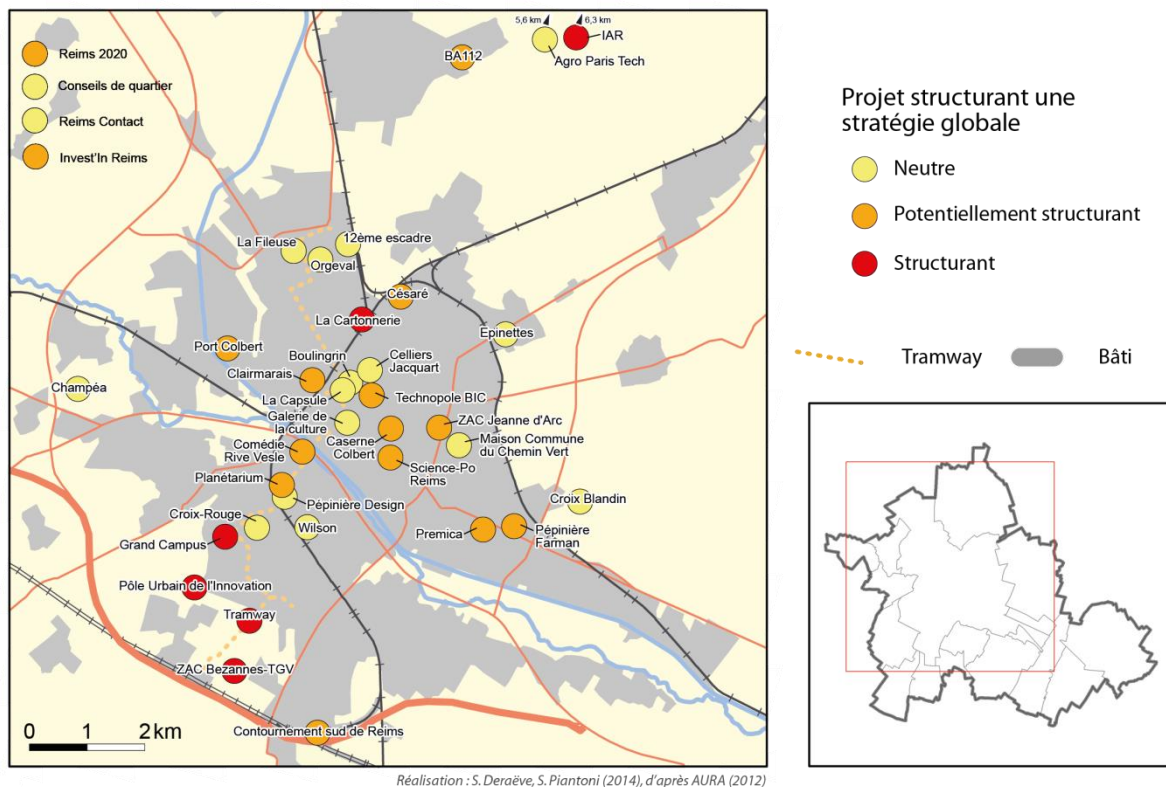 5,6 km
6,3 km
IAR
Agro Paris Tech
BA112
Reims 2020
Conseils de quartier
Reims Contact
Invest'In Reims
La Fileuse
12ème escadre
Orgeval
Césaré
La Cartonnerie
Epinettes
Port Colbert
Boulingrin
Celliers
Jacquart
Clairmarais
Champéa
La Capsule
Technopole BIC
Galerie de
la culture
ZAC Jeanne d'Arc
Caserne
Colbert
Maison Commune
du Chemin Vert
Comédie
Rive Vesle
Science-Po
Reims
Planétarium
Pépinière Design
Croix Blandin
Croix-Rouge
Wilson
Grand Campus
Premica
Pépinière
Farman
Pôle Urbain de l'Innovation
Tramway
ZAC Bezannes-TGV
Contournement sud de Reims
0 1 2 km
Projet structurant une
stratégie globale
Neutre
Potentiellement structurant
Structurant
Tramway
Bâti
Réalisation : S. Deraëve, S. Piantoni (2014), d'après AURA (2012)